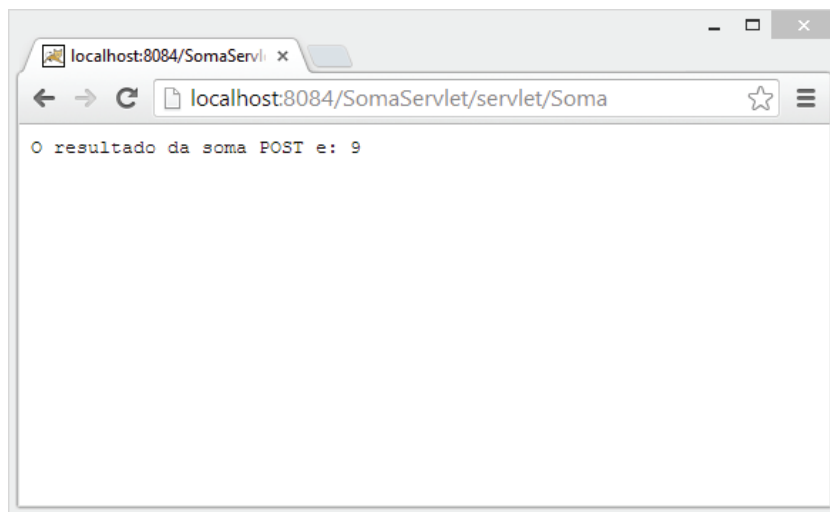 localhost:8084/SomaServl
localhost:8084/SomaServlet/servlet/Soma
O resultado da soma POST e: 9